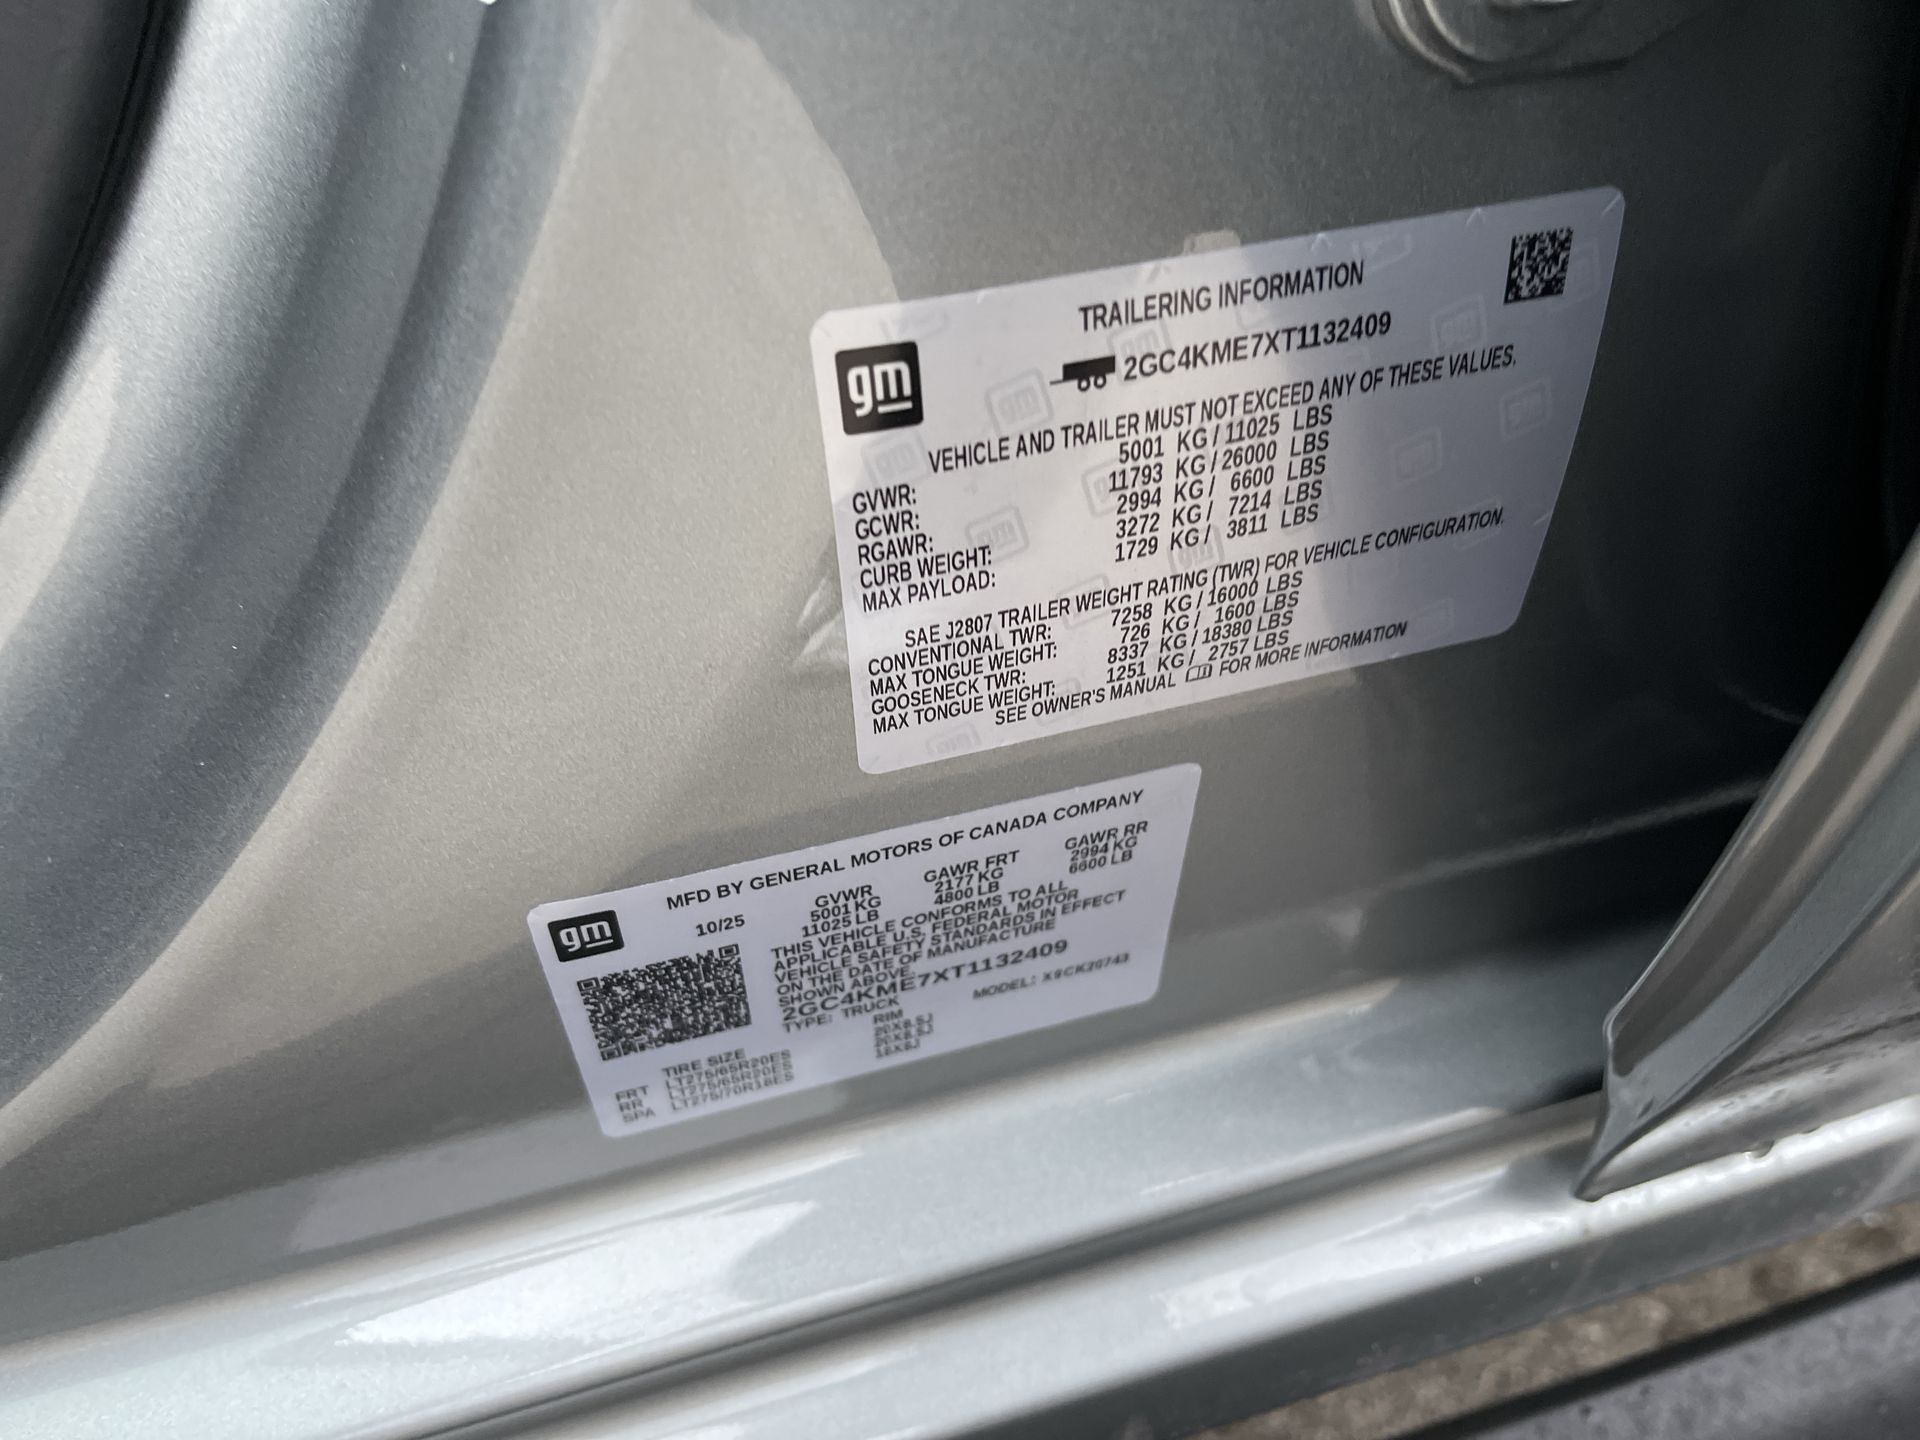 TRAILERING INFORMATION
gm
2GC4KME7XT1132409
VEHICLE AND TRAILER MUST NOT EXCEED ANY OF THESE VALUES.
GVWR: 5001 KG / 11025 LBS
GCWR: 11793 KG / 26000 LBS
RGAWR: 2994 KG / 6600 LBS
CURB WEIGHT: 3272 KG / 7214 LBS
MAX PAYLOAD: 1729 KG / 3811 LBS
SAE J2807 TRAILER WEIGHT RATING (TWR) FOR VEHICLE CONFIGURATION.
CONVENTIONAL TWR: 7258 KG / 16000 LBS
MAX TONGUE WEIGHT: 726 KG / 1600 LBS
GOOSENECK TWR: 8337 KG / 18380 LBS
MAX TONGUE WEIGHT: 1251 KG / 2757 LBS
SEE OWNER'S MANUAL FOR MORE INFORMATION
MFD BY GENERAL MOTORS OF CANADA COMPANY
gm
10/25 GVWR GAWR FRT GAWR RR
5001 KG 2177 KG 2994 KG
11025 LB 4800 LB 6600 LB
THIS VEHICLE CONFORMS TO ALL
APPLICABLE U.S. FEDERAL MOTOR
VEHICLE SAFETY STANDARDS IN EFFECT
ON THE DATE OF MANUFACTURE
SHOWN ABOVE.
2GC4KME7XT1132409
TYPE: TRUCK MODEL: X9CK20743
TIRE SIZE RIM
FRT LT275/65R20ES 20X8.5J
RR LT275/65R20ES 20X8.5J
SPA LT275/70R18ES 18X8J